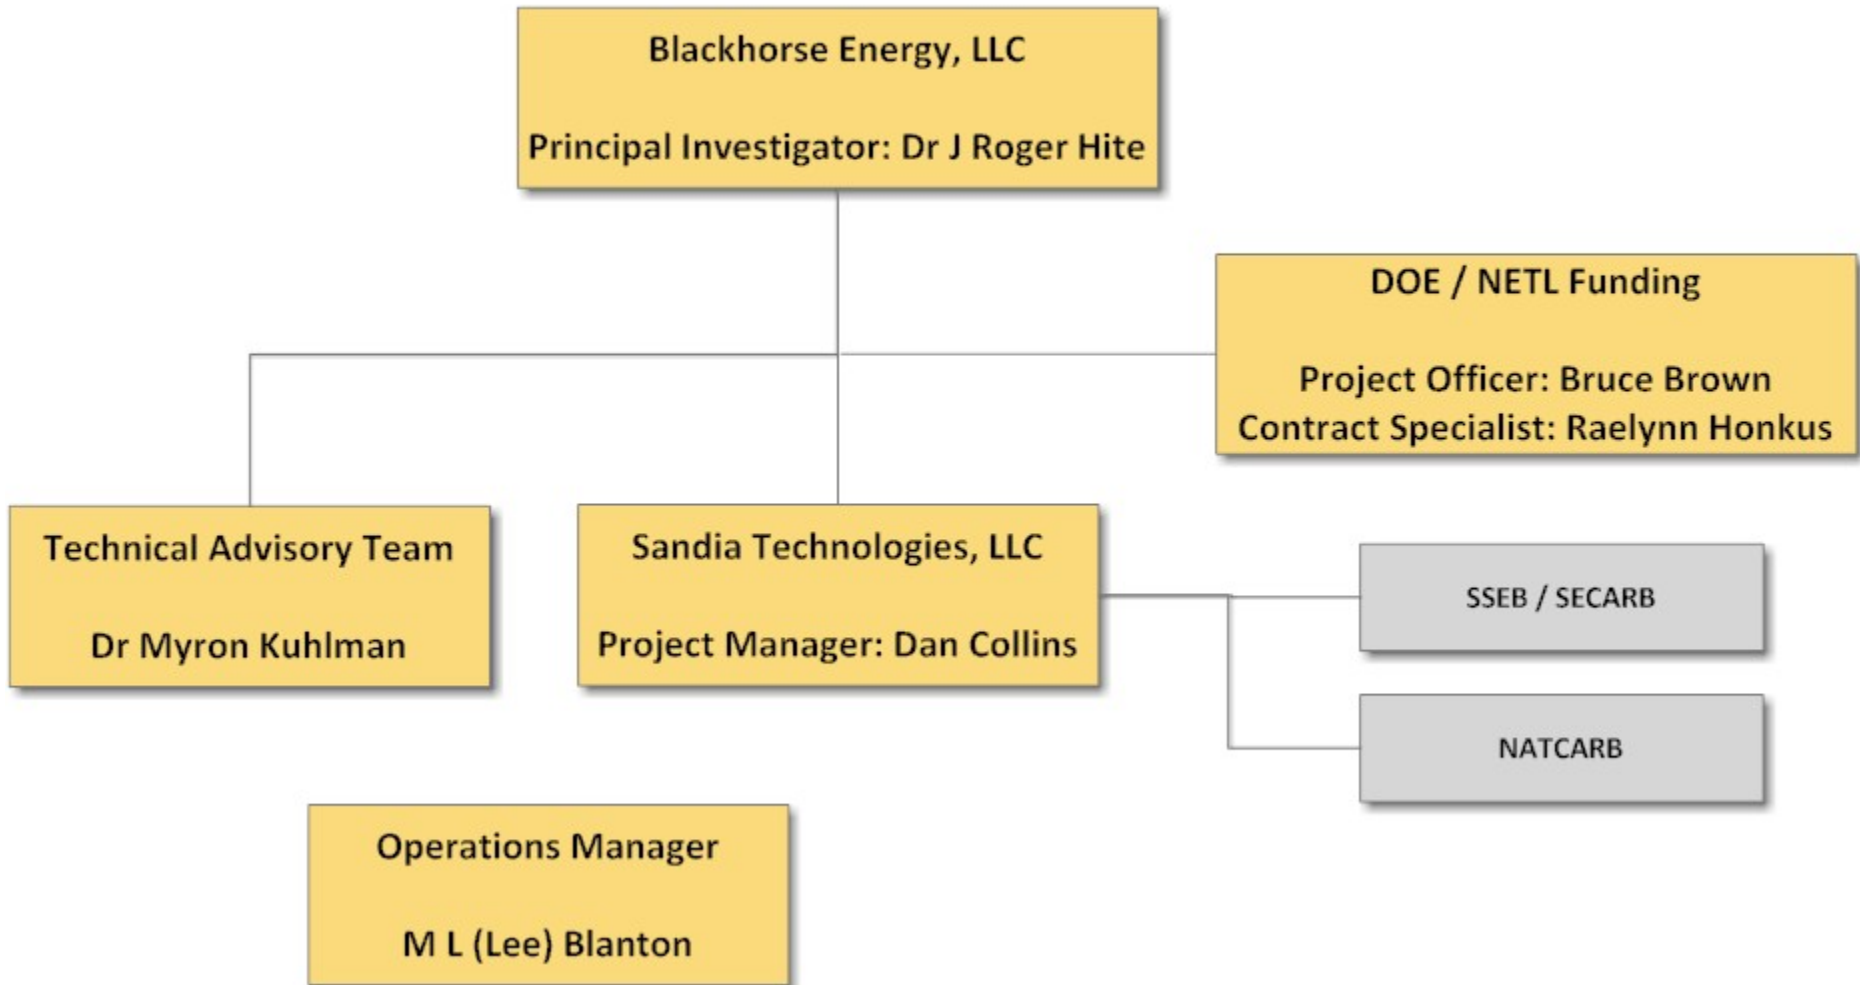 Blackhorse Energy, LLC
Principal Investigator: Dr J Roger Hite
DOE / NETL Funding
Project Officer: Bruce Brown
Contract Specialist: Raelynn Honkus
Technical Advisory Team
Dr Myron Kuhlman
Sandia Technologies, LLC
Project Manager: Dan Collins
SSEB / SECARB
NATCARB
Operations Manager
M L (Lee) Blanton